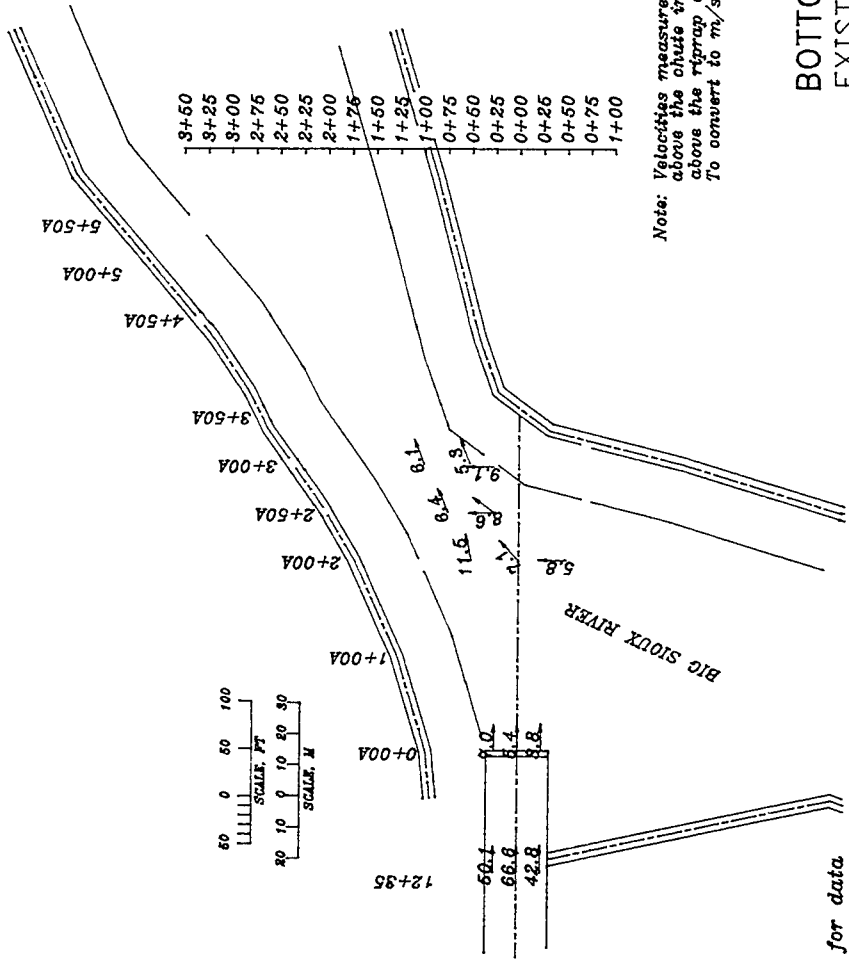 3+50
3+25
3+00
2+75
2+50
2+25
2+00
1+75
1+50
1+25
1+00
0+75
0+50
0+25
0+00
0+25
0+50
0+75
1+00
5+50A
5+00A
4+50A
3+50A
3+00A
2+50A
2+00A
1+00A
0+00A
12+35
50 0 50 100
SCALE, FT
20 10 0 10 20 30
SCALE, M
6.1
5.3
9.1
6.4
8.6
11.5
5.8
BIG SIOUX RIVER
50.1
66.6
42.8
Note: Velocities measure
above the chute in
above the riprap
To convert to m/s
BOTTO
EXIST
for data